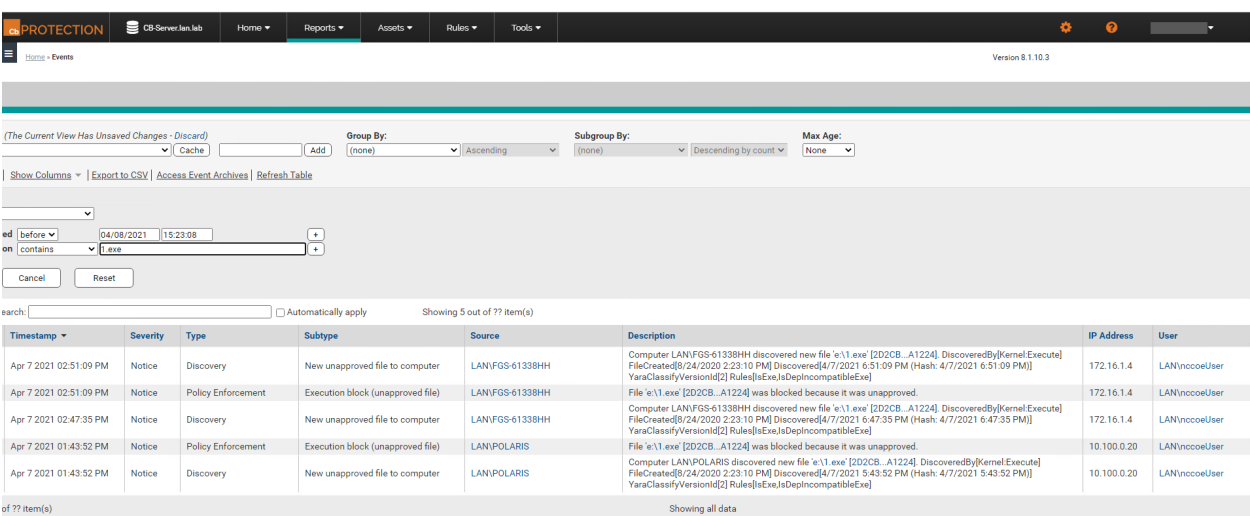 Cb PROTECTION CB-Server.lan.lab Home Reports Assets Rules Tools
Home » Events Version 8.1.10.3
(The Current View Has Unsaved Changes - Discard) Group By: Subgroup By: Max Age:
Cache Add (none) Ascending (none) Descending by count None
Show Columns | Export to CSV | Access Event Archives | Refresh Table
ed before 04/08/2021 15:23:08 +
on contains 1.exe +
Cancel Reset
earch: Automatically apply Showing 5 out of ?? item(s)
Timestamp Severity Type Subtype Source Description IP Address User
Apr 7 2021 02:51:09 PM Notice Discovery New unapproved file to computer LAN\FGS-61338HH Computer LAN\FGS-61338HH discovered new file 'e:\1.exe' [2D2CB...A1224]. DiscoveredBy[Kernel:Execute]
FileCreated[8/24/2020 2:23:10 PM] Discovered[4/7/2021 6:51:09 PM (Hash: 4/7/2021 6:51:09 PM)]
YaraClassifyVersionId[2] Rules[IsExe,IsDepIncompatibleExe] 172.16.1.4 LAN\nccoeUser
Apr 7 2021 02:51:09 PM Notice Policy Enforcement Execution block (unapproved file) LAN\FGS-61338HH File 'e:\1.exe' [2D2CB...A1224] was blocked because it was unapproved. 172.16.1.4 LAN\nccoeUser
Apr 7 2021 02:47:35 PM Notice Discovery New unapproved file to computer LAN\FGS-61338HH Computer LAN\FGS-61338HH discovered new file 'e:\1.exe' [2D2CB...A1224]. DiscoveredBy[Kernel:Execute]
FileCreated[8/24/2020 2:23:10 PM] Discovered[4/7/2021 6:47:35 PM (Hash: 4/7/2021 6:47:35 PM)]
YaraClassifyVersionId[2] Rules[IsExe,IsDepIncompatibleExe] 172.16.1.4 LAN\nccoeUser
Apr 7 2021 01:43:52 PM Notice Policy Enforcement Execution block (unapproved file) LAN\POLARIS File 'e:\1.exe' [2D2CB...A1224] was blocked because it was unapproved. 10.100.0.20 LAN\nccoeUser
Apr 7 2021 01:43:52 PM Notice Discovery New unapproved file to computer LAN\POLARIS Computer LAN\POLARIS discovered new file 'e:\1.exe' [2D2CB...A1224]. DiscoveredBy[Kernel:Execute]
FileCreated[8/24/2020 2:23:10 PM] Discovered[4/7/2021 5:43:52 PM (Hash: 4/7/2021 5:43:52 PM)]
YaraClassifyVersionId[2] Rules[IsExe,IsDepIncompatibleExe] 10.100.0.20 LAN\nccoeUser
of ?? item(s) Showing all data